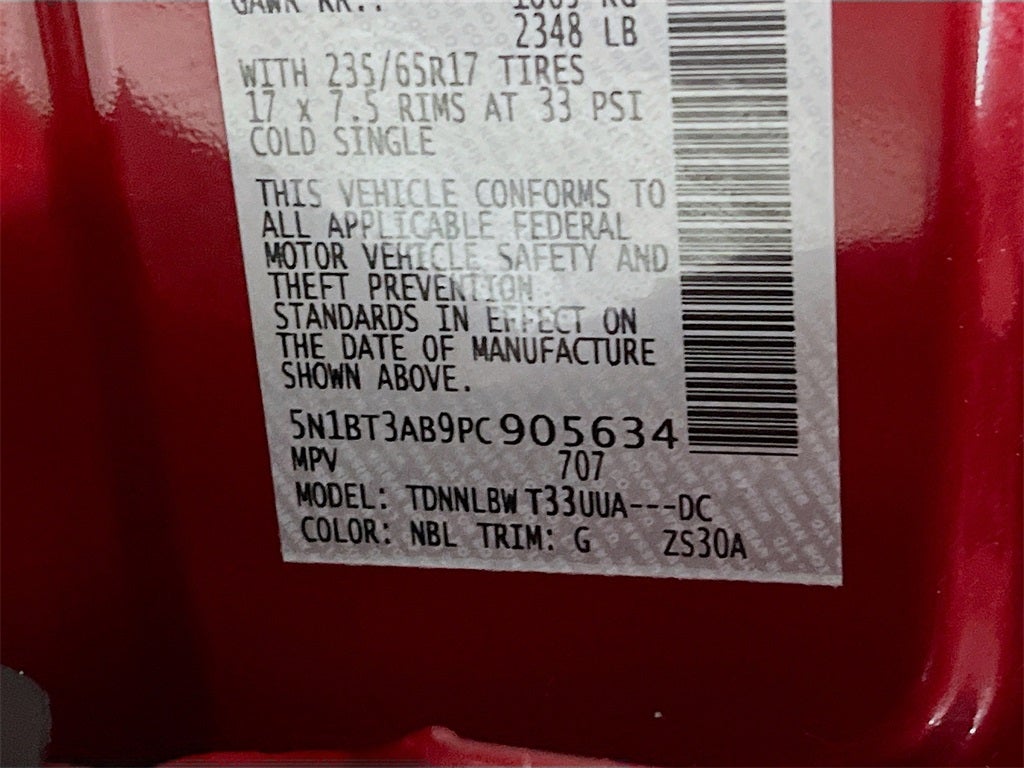 GAWR RR.:
2348 LB
WITH 235/65R17 TIRES
17 x 7.5 RIMS AT 33 PSI
COLD SINGLE
THIS VEHICLE CONFORMS TO
ALL APPLICABLE FEDERAL
MOTOR VEHICLE SAFETY AND
THEFT PREVENTION
STANDARDS IN EFFECT ON
THE DATE OF MANUFACTURE
SHOWN ABOVE.
5N1BT3AB9PC905634
MPV 707
MODEL: TDNNLBW T33UUA---DC
COLOR: NBL TRIM: G ZS30A